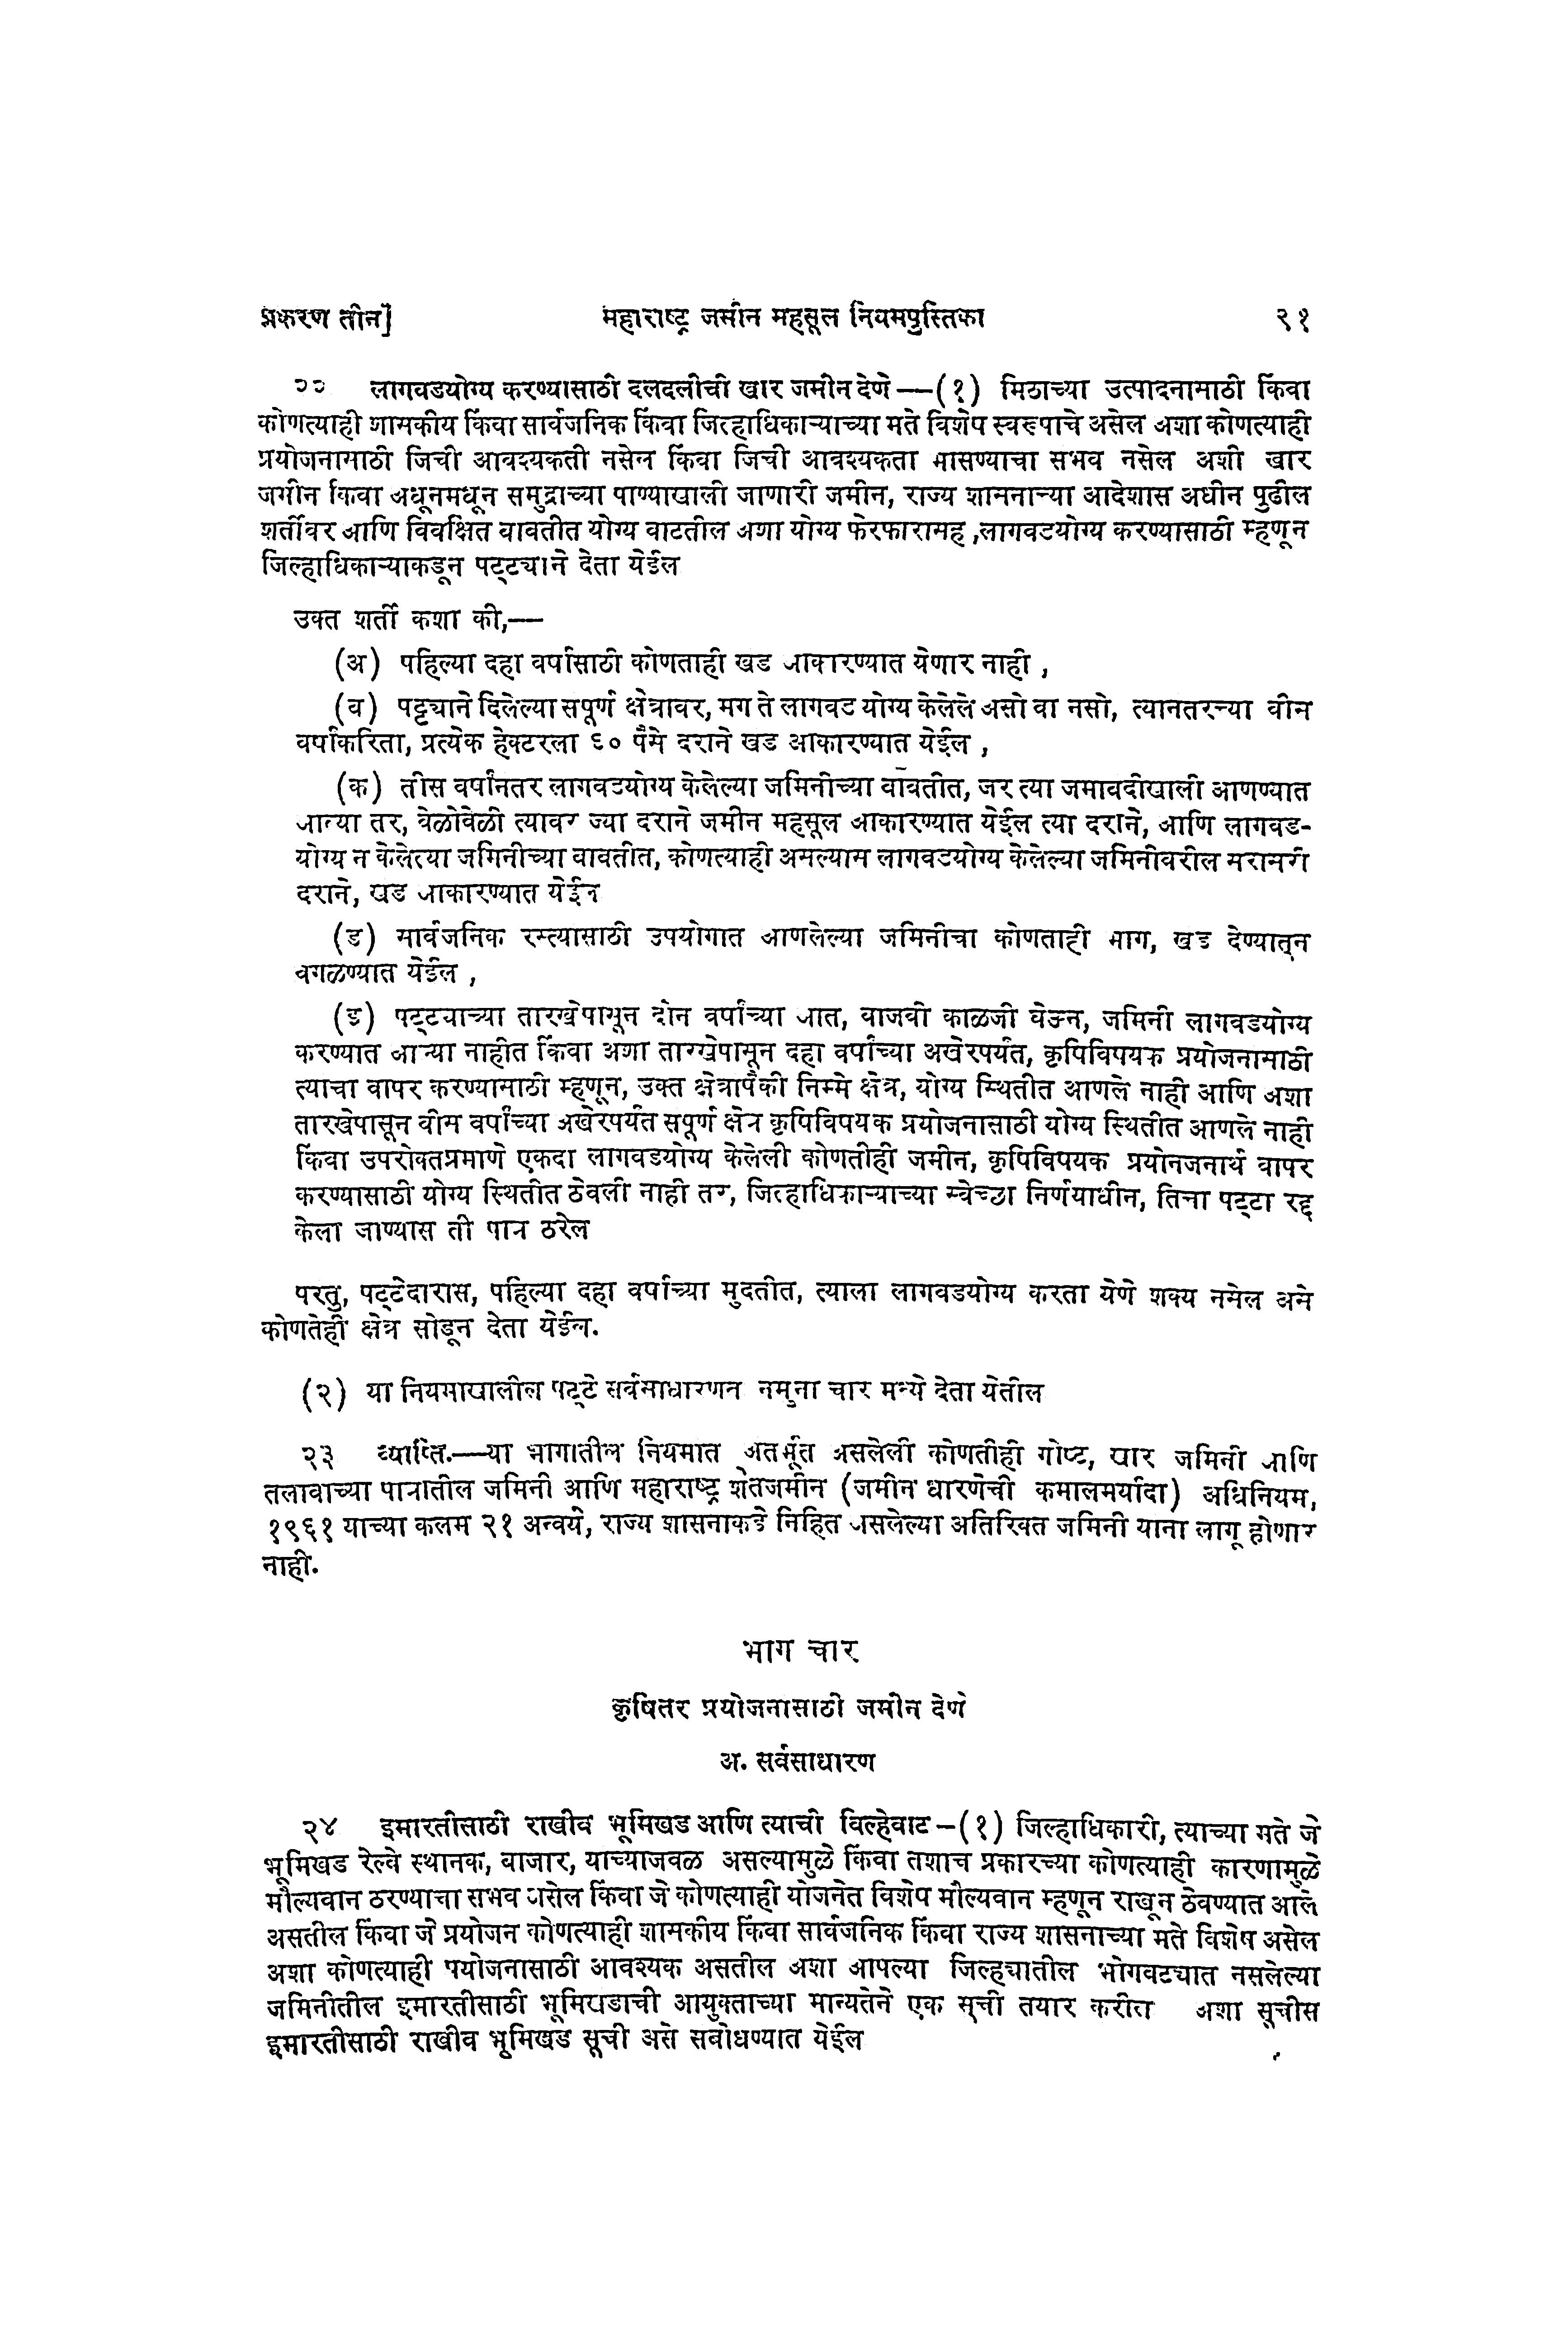 प्रकरण तीन] महाराष्ट्र जमीन महसूल नियमपुस्तिका २१
२२ लागवडयोग्य करण्यासाठी दलदलीची खार जमीन देणे—(१) मिठाच्या उत्पादनासाठी किंवा
कोणत्याही शासकीय किंवा सार्वजनिक किंवा जिल्हाधिकाऱ्याच्या मते विशेष स्वरूपाचे असेल अशा कोणत्याही
प्रयोजनासाठी जिची आवश्यकती नसेल किंवा जिची आवश्यकता भासण्याचा सभव नसेल अशी खार
जमीन किवा अधूनमधून समुद्राच्या पाण्याखाली जाणारी जमीन, राज्य शासनाच्या आदेशास अधीन पुढील
शर्तीवर आणि विवक्षित बाबतीत योग्य वाटतील अशा योग्य फेरफारासह, लागवडयोग्य करण्यासाठी म्हणून
जिल्हाधिकाऱ्याकडून पट्ट्याने देता येईल
उक्त शर्ती कशा की,—
(अ) पहिल्या दहा वर्षांसाठी कोणताही खड आकारण्यात येणार नाही ,
(ब) पट्ट्याने दिलेल्या सपूर्ण क्षेत्रावर, मग ते लागवड योग्य केलेले असो वा नसो, त्यानतरच्या वीस
वर्षांकरिता, प्रत्येक हेक्टरला ६० पैसे दराने खड आकारण्यात येईल ,
(क) तीस वर्षांनतर लागवडयोग्य केलेल्या जमिनीच्या बाबतीत, जर त्या जमाबदीखाली आणण्यात
आल्या तर, वेळोवेळी त्यावर ज्या दराने जमीन महसूल आकारण्यात येईल त्या दराने, आणि लागवड-
योग्य न केलेल्या जमिनीच्या बाबतीत, कोणत्याही असल्यास लागवडयोग्य केलेल्या जमिनीवरील सरासरी
दराने, खड आकारण्यात येईल
(ड) सार्वजनिक रस्त्यासाठी उपयोगात आणलेल्या जमिनीचा कोणताही भाग, खड देण्यातून
वगळण्यात येईल ,
(इ) पट्ट्याच्या तारखेपासून दोन वर्षांच्या आत, वाजवी काळजी घेऊन, जमिनी लागवडयोग्य
करण्यात आल्या नाहीत किंवा अशा तारखेपासून दहा वर्षांच्या अखेरपर्यंत, कृषिविषयक प्रयोजनासाठी
त्याचा वापर करण्यासाठी म्हणून, उक्त क्षेत्रापैकी निम्मे क्षेत्र, योग्य स्थितीत आणले नाही आणि अशा
तारखेपासून वीस वर्षांच्या अखेरपर्यंत सपूर्ण क्षेत्र कृषिविषयक प्रयोजनासाठी योग्य स्थितीत आणले नाही
किंवा उपरोक्तप्रमाणे एकदा लागवडयोग्य केलेली कोणतीही जमीन, कृषिविषयक प्रयोनजनार्थ वापर
करण्यासाठी योग्य स्थितीत ठेवली नाही तर, जिल्हाधिकाऱ्याच्या स्वेच्छा निर्णयाधीन, तिचा पट्टा रद्द
केला जाण्यास ती पात्र ठरेल
परतु, पट्टेदारास, पहिल्या दहा वर्षांच्या मुदतीत, त्याला लागवडयोग्य करता येणे शक्य नसेल असे
कोणतेही क्षेत्र सोडून देता येईल.
(२) या नियमाखालील पट्टे सर्वसाधारणत नमुना चार मध्ये देता येतील
२३ व्याप्ति.—या भागातील नियमात अतर्भूत असलेली कोणतीही गोष्ट, खार जमिनी आणि
तलावाच्या पात्रातील जमिनी आणि महाराष्ट्र शेतजमीन (जमीन धारणेची कमालमर्यादा) अधिनियम,
१९६१ याच्या कलम २१ अन्वये, राज्य शासनाकडे निहित असलेल्या अतिरिक्त जमिनी याना लागू होणार
नाही.
भाग चार
कृषितर प्रयोजनासाठी जमीन देणे
अ. सर्वसाधारण
२४ इमारतीसाठी राखीव भूमिखड आणि त्याची विल्हेवाट–(१) जिल्हाधिकारी, त्याच्या मते जे
भूमिखड रेल्वे स्थानक, बाजार, याच्याजवळ असल्यामुळे किंवा तशाच प्रकारच्या कोणत्याही कारणामुळे
मौल्यवान ठरण्याचा सभव असेल किंवा जे कोणत्याही योजनेत विशेष मौल्यवान म्हणून राखून ठेवण्यात आले
असतील किंवा जे प्रयोजन कोणत्याही शासकीय किंवा सार्वजनिक किंवा राज्य शासनाच्या मते विशेष असेल
अशा कोणत्याही प्रयोजनासाठी आवश्यक असतील अशा आपल्या जिल्ह्यातील भोगवट्यात नसलेल्या
जमिनीतील इमारतीसाठी भूमिखडाची आयुक्ताच्या मान्यतेने एक सूची तयार करील अशा सूचीस
इमारतीसाठी राखीव भूमिखड सूची असे सबोधण्यात येईल